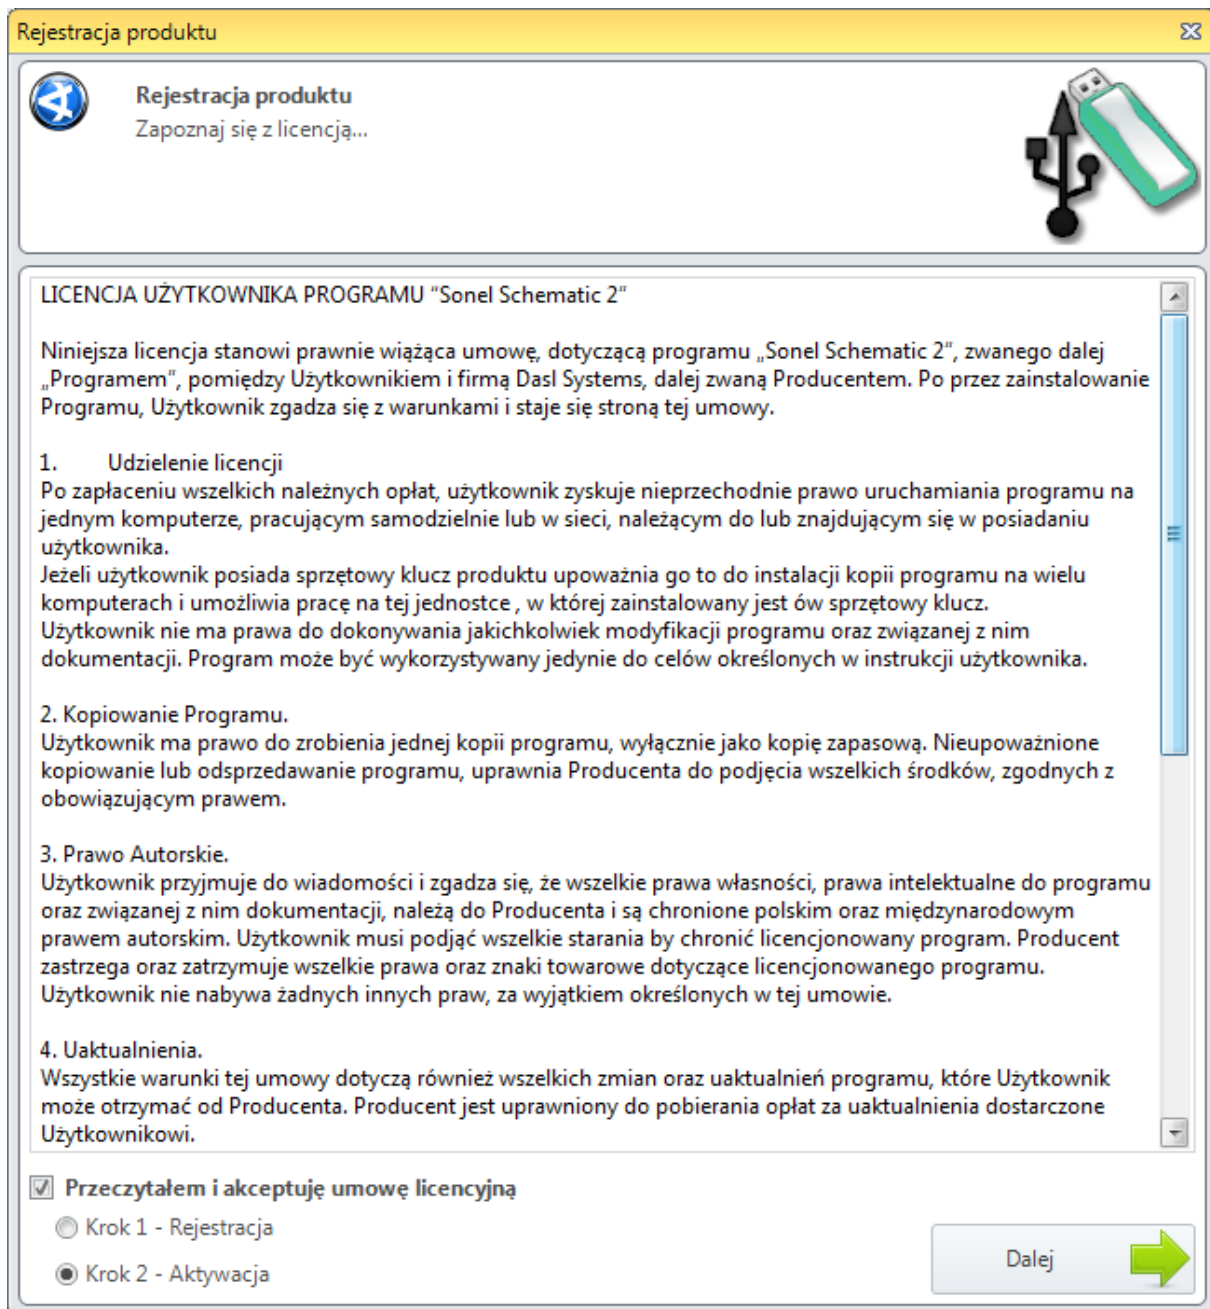 Rejestracja produktu
Rejestracja produktu
Zapoznaj się z licencją...
LICENCJA UŻYTKOWNIKA PROGRAMU "Sonel Schematic 2"
Niniejsza licencja stanowi prawnie wiążąca umowę, dotyczącą programu „Sonel Schematic 2", zwanego dalej
„Programem", pomiędzy Użytkownikiem i firmą Dasl Systems, dalej zwaną Producentem. Po przez zainstalowanie
Programu, Użytkownik zgadza się z warunkami i staje się stroną tej umowy.
1. Udzielenie licencji
Po zapłaceniu wszelkich należnych opłat, użytkownik zyskuje nieprzechodnie prawo uruchamiania programu na
jednym komputerze, pracującym samodzielnie lub w sieci, należącym do lub znajdującym się w posiadaniu
użytkownika.
Jeżeli użytkownik posiada sprzętowy klucz produktu upoważnia go to do instalacji kopii programu na wielu
komputerach i umożliwia pracę na tej jednostce , w której zainstalowany jest ów sprzętowy klucz.
Użytkownik nie ma prawa do dokonywania jakichkolwiek modyfikacji programu oraz związanej z nim
dokumentacji. Program może być wykorzystywany jedynie do celów określonych w instrukcji użytkownika.
2. Kopiowanie Programu.
Użytkownik ma prawo do zrobienia jednej kopii programu, wyłącznie jako kopię zapasową. Nieupoważnione
kopiowanie lub odsprzedawanie programu, uprawnia Producenta do podjęcia wszelkich środków, zgodnych z
obowiązującym prawem.
3. Prawo Autorskie.
Użytkownik przyjmuje do wiadomości i zgadza się, że wszelkie prawa własności, prawa intelektualne do programu
oraz związanej z nim dokumentacji, należą do Producenta i są chronione polskim oraz międzynarodowym
prawem autorskim. Użytkownik musi podjąć wszelkie starania by chronić licencjonowany program. Producent
zastrzega oraz zatrzymuje wszelkie prawa oraz znaki towarowe dotyczące licencjonowanego programu.
Użytkownik nie nabywa żadnych innych praw, za wyjątkiem określonych w tej umowie.
4. Uaktualnienia.
Wszystkie warunki tej umowy dotyczą również wszelkich zmian oraz uaktualnień programu, które Użytkownik
może otrzymać od Producenta. Producent jest uprawniony do pobierania opłat za uaktualnienia dostarczone
Użytkownikowi.
Przeczytałem i akceptuję umowę licencyjną
Krok 1 - Rejestracja
Krok 2 - Aktywacja
Dalej